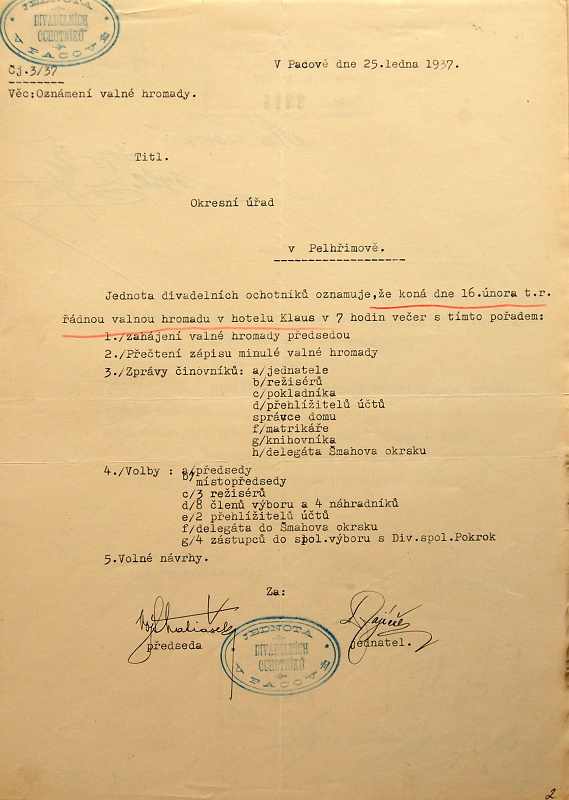 JEDNOTA
DIVADELNÍCH
OCHOTNÍKŮ
V PACOVĚ
Čj.3/37
V Pacově dne 25.ledna 1937.
Věc:Oznámení valné hromady.
Titl.
Okresní úřad
v Pelhřimově.
Jednota divadelních ochotníků oznamuje,že koná dne 16.února t.r.
řádnou valnou hromadu v hotelu Klaus v 7 hodin večer s tímto pořadem:
1./zahájení valné hromady předsedou
2./Přečtení zápisu minulé valné hromady
3./Zprávy činovníků: a/jednatele
b/režisérů
c/pokladníka
d/přehlížitelů účtů
správce domu
f/matrikáře
g/knihovníka
h/delegáta Šmahova okrsku
4./Volby : a/předsedy
b/místopředsedy
c/3 režisérů
d/8 členů výboru a 4 náhradníků
e/2 přehlížitelů účtů
f/delegáta do Šmahova okrsku
g/4 zástupců do spol.výboru s Div.spol.Pokrok
5.Volné návrhy.
Za:
předseda
jednatel.
JEDNOTA
DIVADELNÍCH
OCHOTNÍKŮ
V PACOVĚ
2